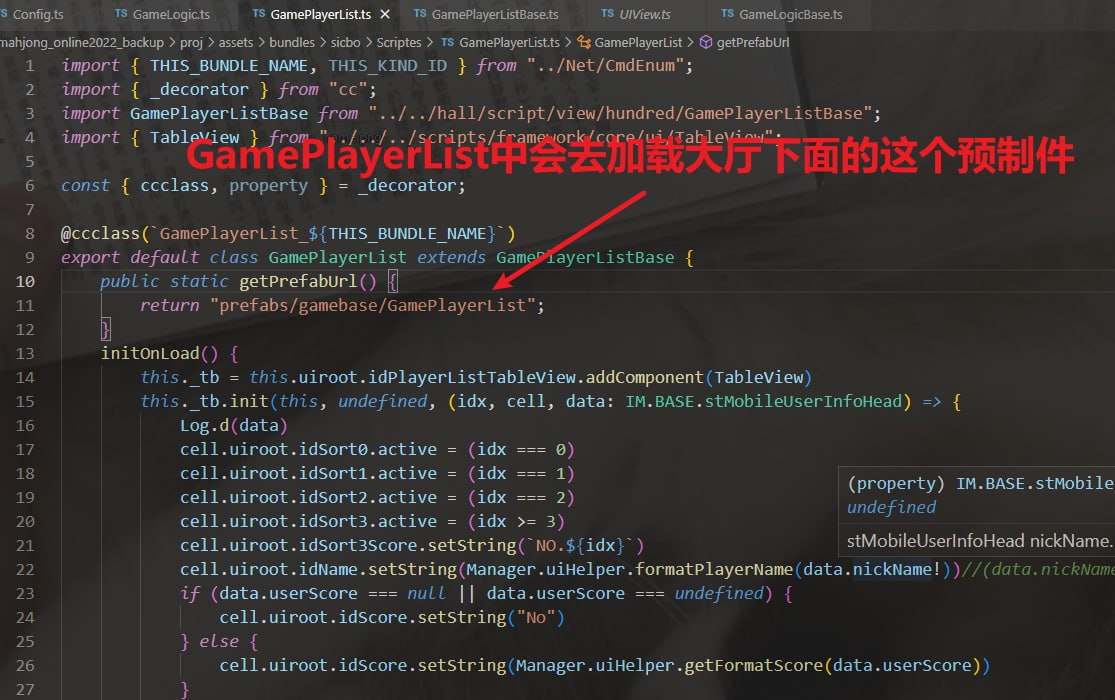 Config.ts TS GameLogic.ts TS GamePlayerList.ts × TS GamePlayerListBase.ts TS UIView.ts TS GameLogicBase.ts
mahjong_online2022_backup > proj > assets > bundles > sicbo > Scriptes > TS GamePlayerList.ts > GamePlayerList > getPrefabUrl
1 import { THIS_BUNDLE_NAME, THIS_KIND_ID } from "../Net/CmdEnum";
2 import { _decorator } from "cc";
3 import GamePlayerListBase from "../../hall/script/view/hundred/GamePlayerListBase";
4 import { TableView } from "../../../scripts/framework/core/ui/TableView";
GamePlayerList中会去加载大厅下面的这个预制件
5
6 const { ccclass, property } = _decorator;
7
8 @ccclass(`GamePlayerList_${THIS_BUNDLE_NAME}`)
9 export default class GamePlayerList extends GamePlayerListBase {
10 public static getPrefabUrl() {
11 return "prefabs/gamebase/GamePlayerList";
12 }
13 initOnLoad() {
14 this._tb = this.uiroot.idPlayerListTableView.addComponent(TableView)
15 this._tb.init(this, undefined, (idx, cell, data: IM.BASE.stMobileUserInfoHead) => {
16 Log.d(data)
17 cell.uiroot.idSort0.active = (idx === 0)
18 cell.uiroot.idSort1.active = (idx === 1)
19 cell.uiroot.idSort2.active = (idx === 2)
20 cell.uiroot.idSort3.active = (idx >= 3)
21 cell.uiroot.idSort3Score.setString(`NO.${idx}`)
22 cell.uiroot.idName.setString(Manager.uiHelper.formatPlayerName(data.nickName!))//(data.nickName
23 if (data.userScore === null || data.userScore === undefined) {
24 cell.uiroot.idScore.setString("No")
25 } else {
26 cell.uiroot.idScore.setString(Manager.uiHelper.getFormatScore(data.userScore))
27 }
(property) IM.BASE.stMobile
undefined
stMobileUserInfoHead nickName.